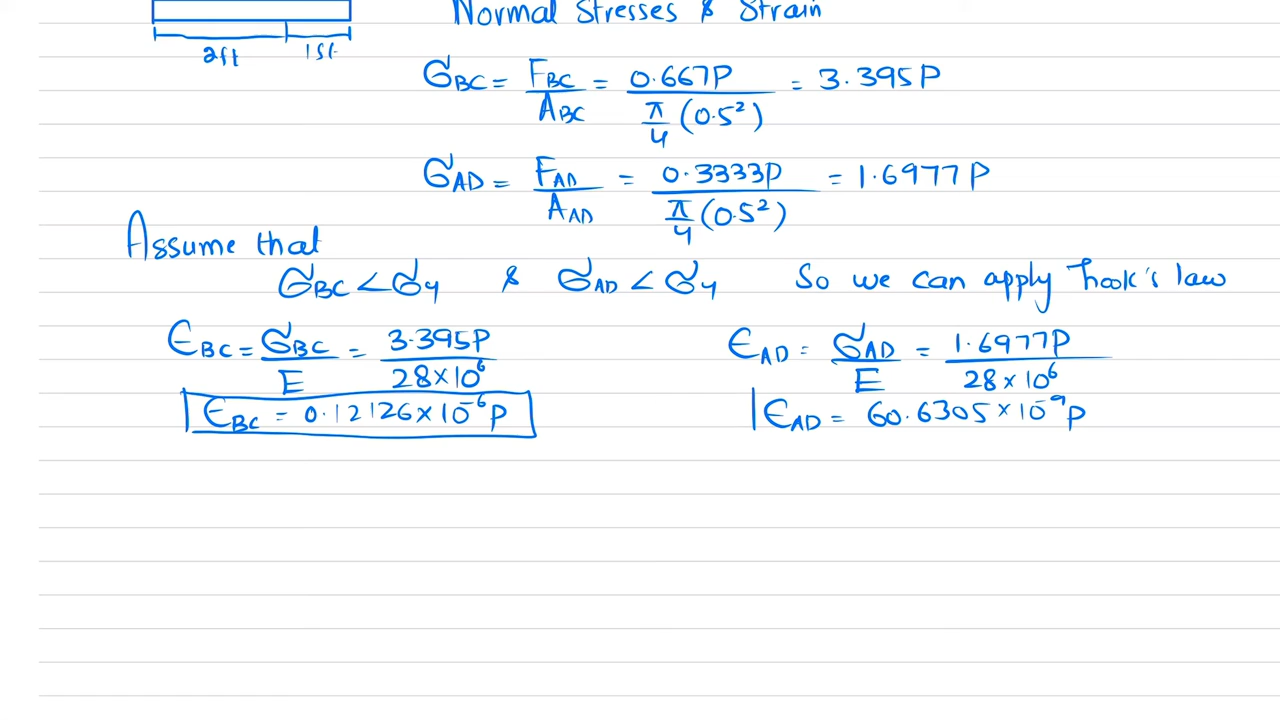 Normal Stresses & Strain
2ft 1ft
σBC = FBC/ABC = 0.667P / (π/4 (0.5²)) = 3.395P
σAD = FAD/AAD = 0.3333P / (π/4 (0.5²)) = 1.6977P
Assume that
σBC < σy & σAD < σy So we can apply hook's law
ϵBC = σBC/E = 3.395P / 28×10⁶ ϵAD = σAD/E = 1.6977P / 28×10⁶
ϵBC = 0.12126×10⁻⁶P ϵAD = 60.6305×10⁻⁹P